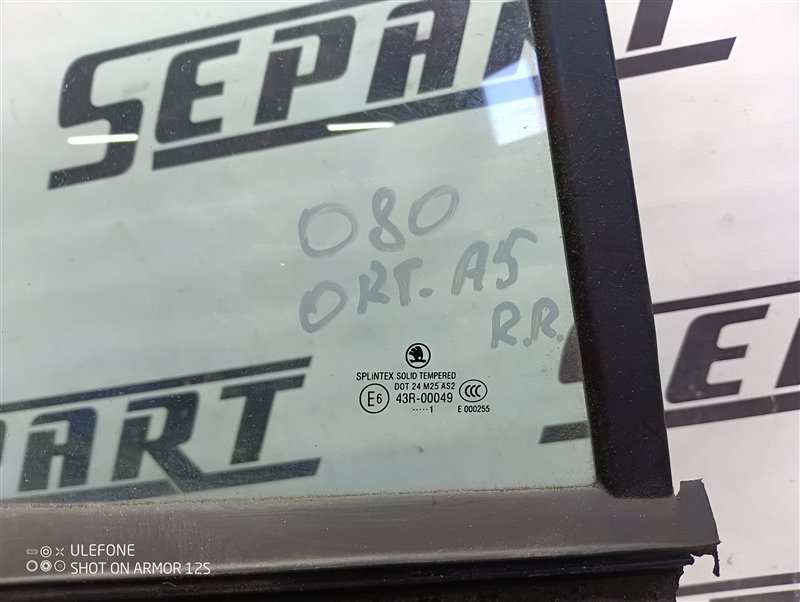 SEPART
080
OKT. A5
R.R.
SPLINTEX SOLID TEMPERED
DOT 24 M25 AS2
E6 43R-00049 CCC
.....1 E 000255
PART
ULEFONE
SHOT ON ARMOR 12S